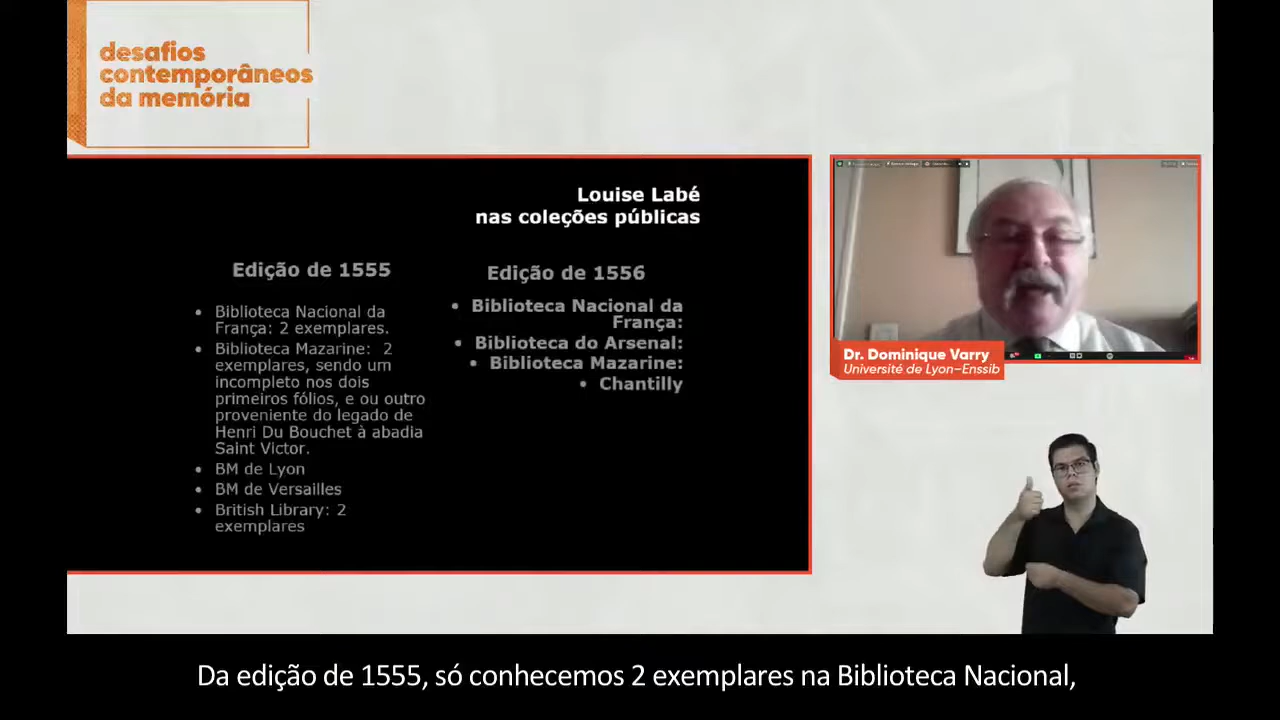 desafios
contemporâneos
da memória
Louise Labé
nas coleções públicas
Edição de 1555
• Biblioteca Nacional da
França: 2 exemplares.
• Biblioteca Mazarine: 2
exemplares, sendo um
incompleto nos dois
primeiros fólios, e ou outro
proveniente do legado de
Henri Du Bouchet à abadia
Saint Victor.
• BM de Lyon
• BM de Versailles
• British Library: 2
exemplares
Edição de 1556
• Biblioteca Nacional da
França:
• Biblioteca do Arsenal:
• Biblioteca Mazarine:
• Chantilly
Dr. Dominique Varry
Université de Lyon–Enssib
Da edição de 1555, só conhecemos 2 exemplares na Biblioteca Nacional,